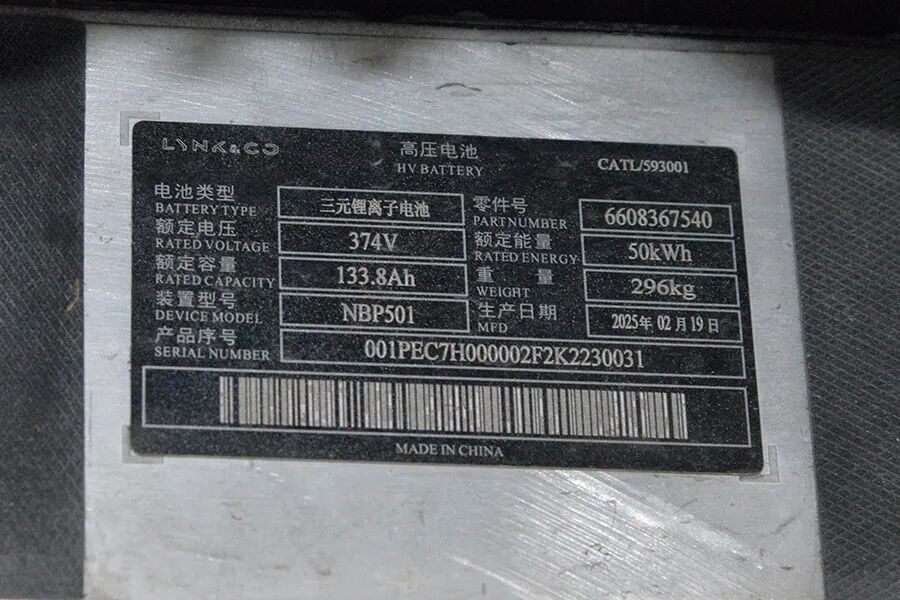 LYNK&CO 高压电池 CATL/593001
HV BATTERY
电池类型 三元锂离子电池 零件号 6608367540
BATTERY TYPE PART NUMBER
额定电压 374V 额定能量 50kWh
RATED VOLTAGE RATED ENERGY
额定容量 133.8Ah 重 量 296kg
RATED CAPACITY WEIGHT
装置型号 NBP501 生产日期 2025年 02月 19日
DEVICE MODEL MFD
产品序号 001PEC7H000002F2K2230031
SERIAL NUMBER
MADE IN CHINA